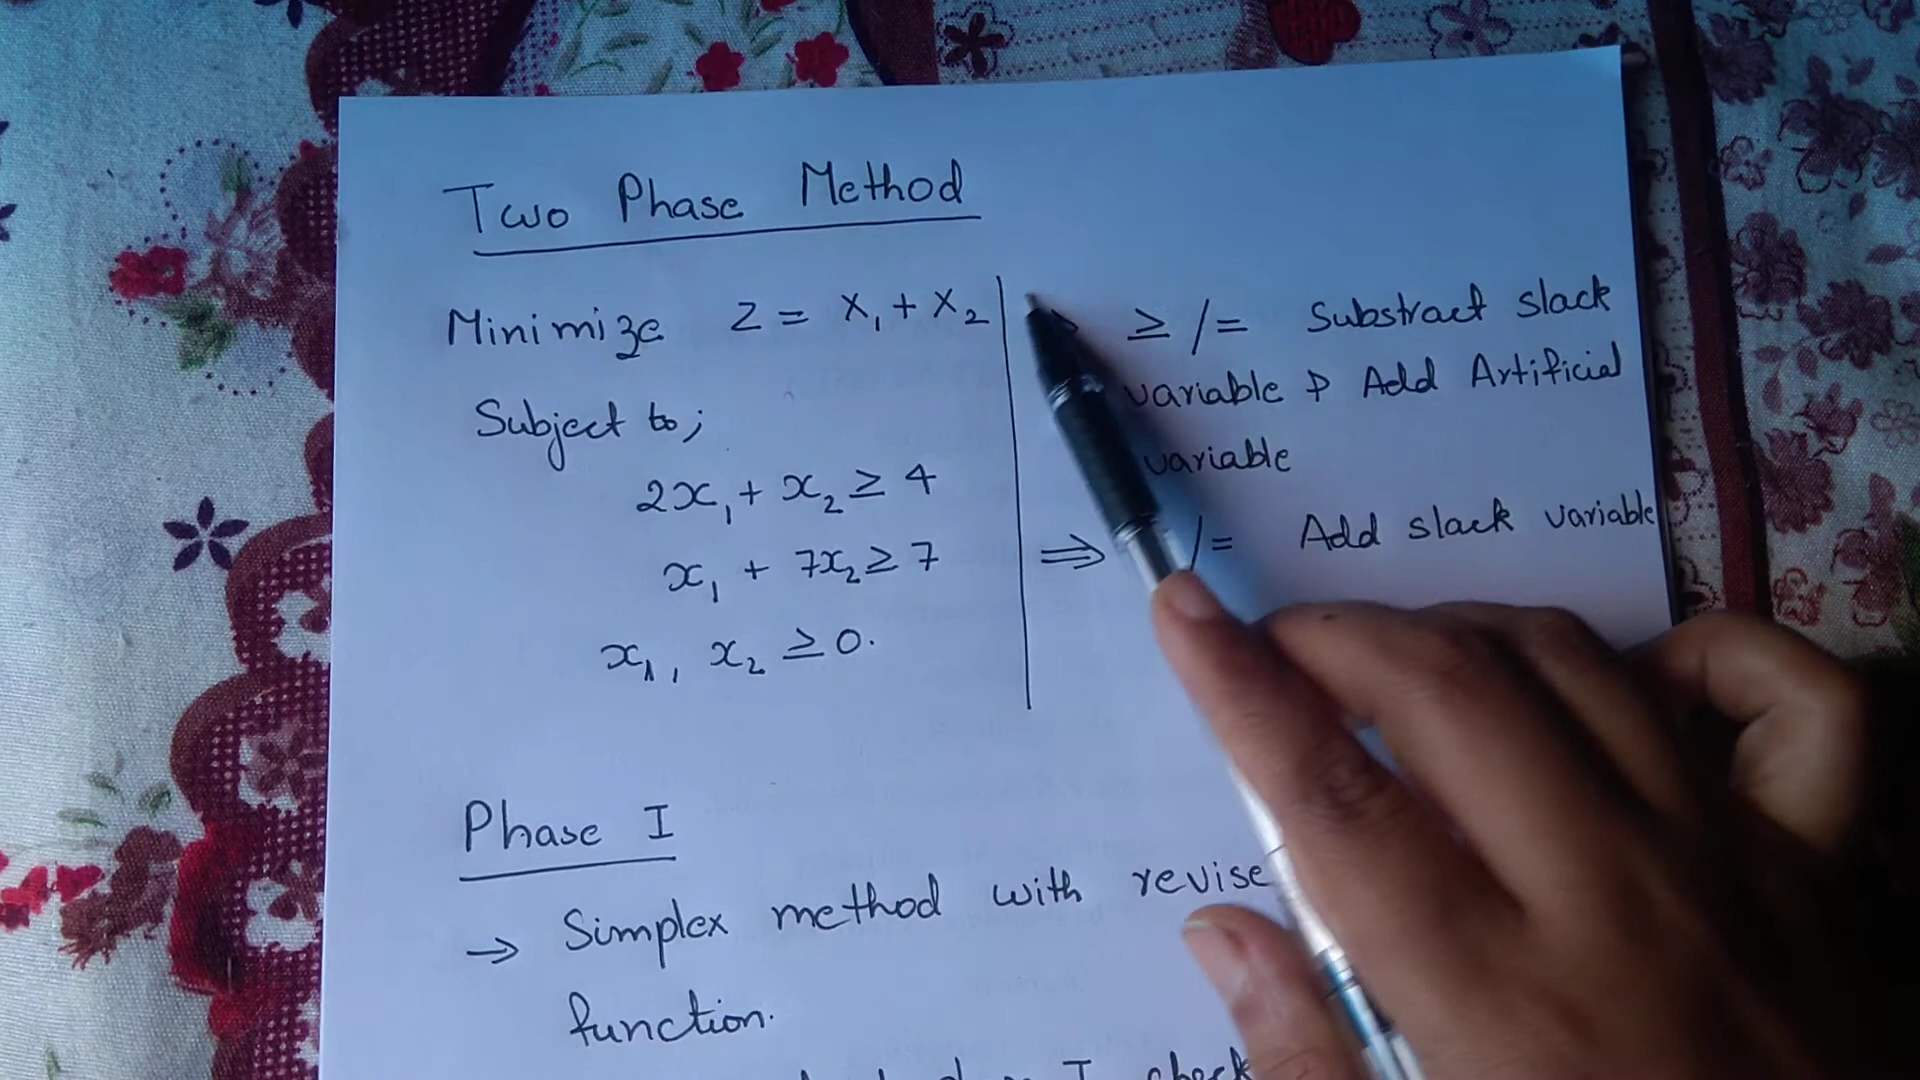 Two Phase Method
Minimize Z = X₁ + X₂
Subject to;
2x₁ + x₂ ≥ 4
x₁ + 7x₂ ≥ 7
x₁, x₂ ≥ 0.
≥ / = Substract slack
variable & Add Artificial
variable
⇒ / = Add slack variable
Phase I
→ Simplex method with revise
function.
I check